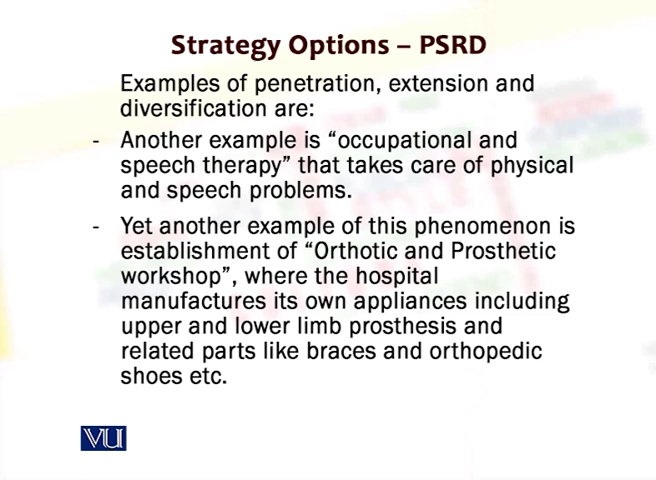 Strategy Options – PSRD
Examples of penetration, extension and
diversification are:
- Another example is “occupational and
speech therapy” that takes care of physical
and speech problems.
- Yet another example of this phenomenon is
establishment of “Orthotic and Prosthetic
workshop”, where the hospital
manufactures its own appliances including
upper and lower limb prosthesis and
related parts like braces and orthopedic
shoes etc.
VU